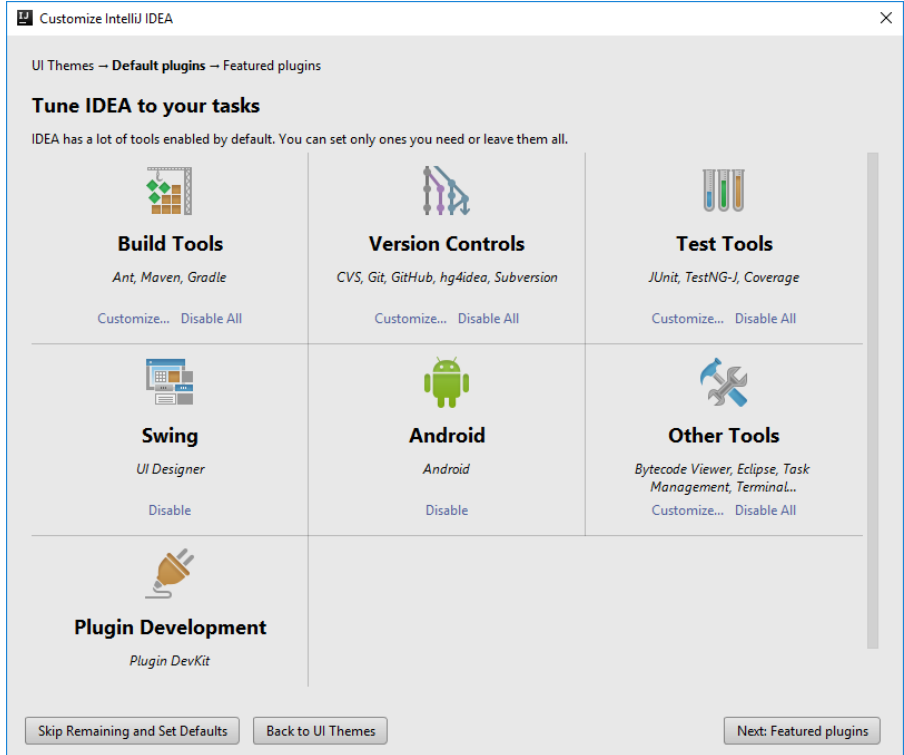 Customize IntelliJ IDEA
UI Themes → Default plugins → Featured plugins
Tune IDEA to your tasks
IDEA has a lot of tools enabled by default. You can set only ones you need or leave them all.
Build Tools
Ant, Maven, Gradle
Customize... Disable All
Version Controls
CVS, Git, GitHub, hg4idea, Subversion
Customize... Disable All
Test Tools
JUnit, TestNG-J, Coverage
Customize... Disable All
Swing
UI Designer
Disable
Android
Android
Disable
Other Tools
Bytecode Viewer, Eclipse, Task
Management, Terminal...
Customize... Disable All
Plugin Development
Plugin DevKit
Skip Remaining and Set Defaults
Back to UI Themes
Next: Featured plugins